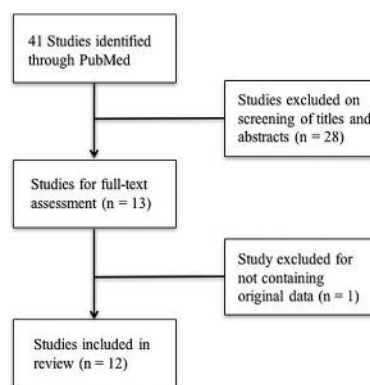 41 Studies identified
through PubMed
Studies excluded on
screening of titles and
abstracts (n = 28)
Studies for full-text
assessment (n = 13)
Study excluded for
not containing
original data (n = 1)
Studies included in
review (n = 12)